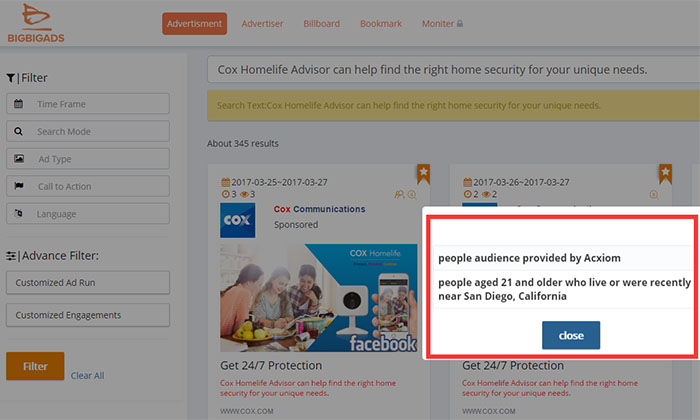 BIGBIGADS
Advertisment Advertiser Billboard Bookmark Moniter
|Filter
Time Frame
Search Mode
Ad Type
Call to Action
Language
|Advance Filter:
Customized Ad Run
Customized Engagements
Filter Clear All
Cox Homelife Advisor can help find the right home security for your unique needs.
Search Text:Cox Homelife Advisor can help find the right home security for your unique needs.
About 345 results
2017-03-25~2017-03-27
3 3
COX
Cox Communications
Sponsored
COX Homelife
facebook
Get 24/7 Protection
Cox Homelife Advisor can help find the right home
security for your unique needs.
WWW.COX.COM
2017-03-26~2017-03-27
2 2
people audience provided by Acxiom
people aged 21 and older who live or were recently
near San Diego, California
close
Get 24/7 Protection
Cox Homelife Advisor can help find the right home
security for your unique needs.
WWW.COX.COM